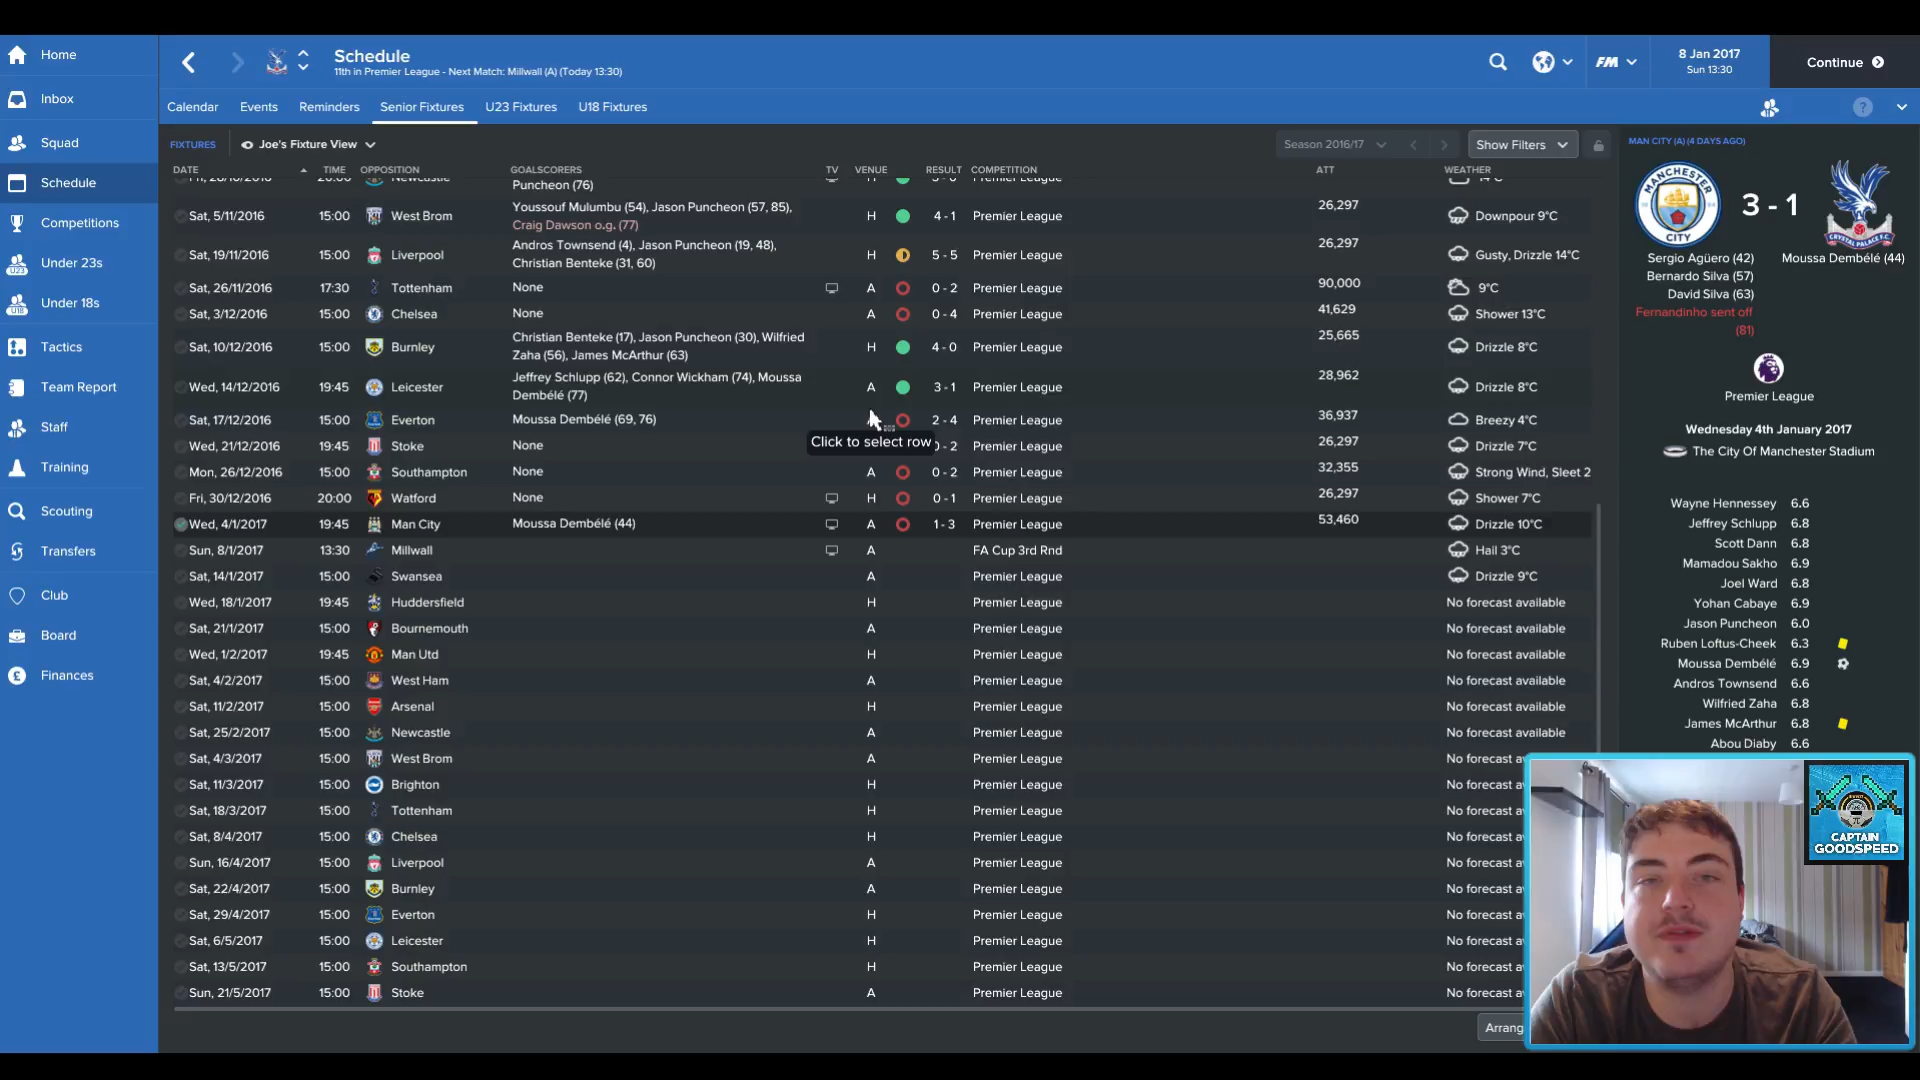 Home
Inbox
Squad
Schedule
Competitions
Under 23s
Under 18s
Tactics
Team Report
Staff
Training
Scouting
Transfers
Club
Board
Finances
Schedule
11th in Premier League - Next Match: Millwall (A) (Today 13:30)
FM
8 Jan 2017
Sun 13:30
Continue
Calendar Events Reminders Senior Fixtures U23 Fixtures U18 Fixtures
FIXTURES Joe's Fixture View Season 2016/17 Show Filters
DATE TIME OPPOSITION GOALSCORERS TV VENUE RESULT COMPETITION ATT WEATHER
Puncheon (76)
Sat, 5/11/2016 15:00 West Brom Youssouf Mulumbu (54), Jason Puncheon (57, 85), H 4 - 1 Premier League 26,297 Downpour 9°C
Craig Dawson o.g. (77)
Sat, 19/11/2016 15:00 Liverpool Andros Townsend (4), Jason Puncheon (19, 48), H 5 - 5 Premier League 26,297 Gusty, Drizzle 14°C
Christian Benteke (31, 60)
Sat, 26/11/2016 17:30 Tottenham None A 0 - 2 Premier League 90,000 9°C
Sat, 3/12/2016 15:00 Chelsea None A 0 - 4 Premier League 41,629 Shower 13°C
Sat, 10/12/2016 15:00 Burnley Christian Benteke (17), Jason Puncheon (30), Wilfried H 4 - 0 Premier League 25,665 Drizzle 8°C
Zaha (56), James McArthur (63)
Wed, 14/12/2016 19:45 Leicester Jeffrey Schlupp (62), Connor Wickham (74), Moussa A 3 - 1 Premier League 28,962 Drizzle 8°C
Dembélé (77)
Sat, 17/12/2016 15:00 Everton Moussa Dembélé (69, 76) 2 - 4 Premier League 36,937 Breezy 4°C
Click to select row
Wed, 21/12/2016 19:45 Stoke None - 2 Premier League 26,297 Drizzle 7°C
Mon, 26/12/2016 15:00 Southampton None A 0 - 2 Premier League 32,355 Strong Wind, Sleet 2
Fri, 30/12/2016 20:00 Watford None H 0 - 1 Premier League 26,297 Shower 7°C
Wed, 4/1/2017 19:45 Man City Moussa Dembélé (44) A 1 - 3 Premier League 53,460 Drizzle 10°C
Sun, 8/1/2017 13:30 Millwall A FA Cup 3rd Rnd Hail 3°C
Sat, 14/1/2017 15:00 Swansea A Premier League Drizzle 9°C
Wed, 18/1/2017 19:45 Huddersfield H Premier League No forecast available
Sat, 21/1/2017 15:00 Bournemouth A Premier League No forecast available
Wed, 1/2/2017 19:45 Man Utd H Premier League No forecast available
Sat, 4/2/2017 15:00 West Ham A Premier League No forecast available
Sat, 11/2/2017 15:00 Arsenal A Premier League No forecast available
Sat, 25/2/2017 15:00 Newcastle A Premier League No forecast available
Sat, 4/3/2017 15:00 West Brom A Premier League No forecast a
Sat, 11/3/2017 15:00 Brighton H Premier League No forecast a
Sat, 18/3/2017 15:00 Tottenham H Premier League No forecast a
Sat, 8/4/2017 15:00 Chelsea H Premier League No forecast a
Sun, 16/4/2017 15:00 Liverpool A Premier League No forecast a
Sat, 22/4/2017 15:00 Burnley A Premier League No forecast a
Sat, 29/4/2017 15:00 Everton H Premier League No forecast a
Sat, 6/5/2017 15:00 Leicester H Premier League No forecast a
Sat, 13/5/2017 15:00 Southampton H Premier League No forecast a
Sun, 21/5/2017 15:00 Stoke A Premier League No forecast a
Arrang
MAN CITY (A) (4 DAYS AGO)
MANCHESTER
CITY
3 - 1
CRYSTAL PALACE F.C.
Sergio Agüero (42) Moussa Dembélé (44)
Bernardo Silva (57)
David Silva (63)
Fernandinho sent off
(81)
Premier League
Wednesday 4th January 2017
The City Of Manchester Stadium
Wayne Hennessey 6.6
Jeffrey Schlupp 6.8
Scott Dann 6.8
Mamadou Sakho 6.9
Joel Ward 6.8
Yohan Cabaye 6.9
Jason Puncheon 6.0
Ruben Loftus-Cheek 6.3
Moussa Dembélé 6.9
Andros Townsend 6.6
Wilfried Zaha 6.8
James McArthur 6.8
Abou Diaby 6.6
CAPTAIN
GOODSPEED